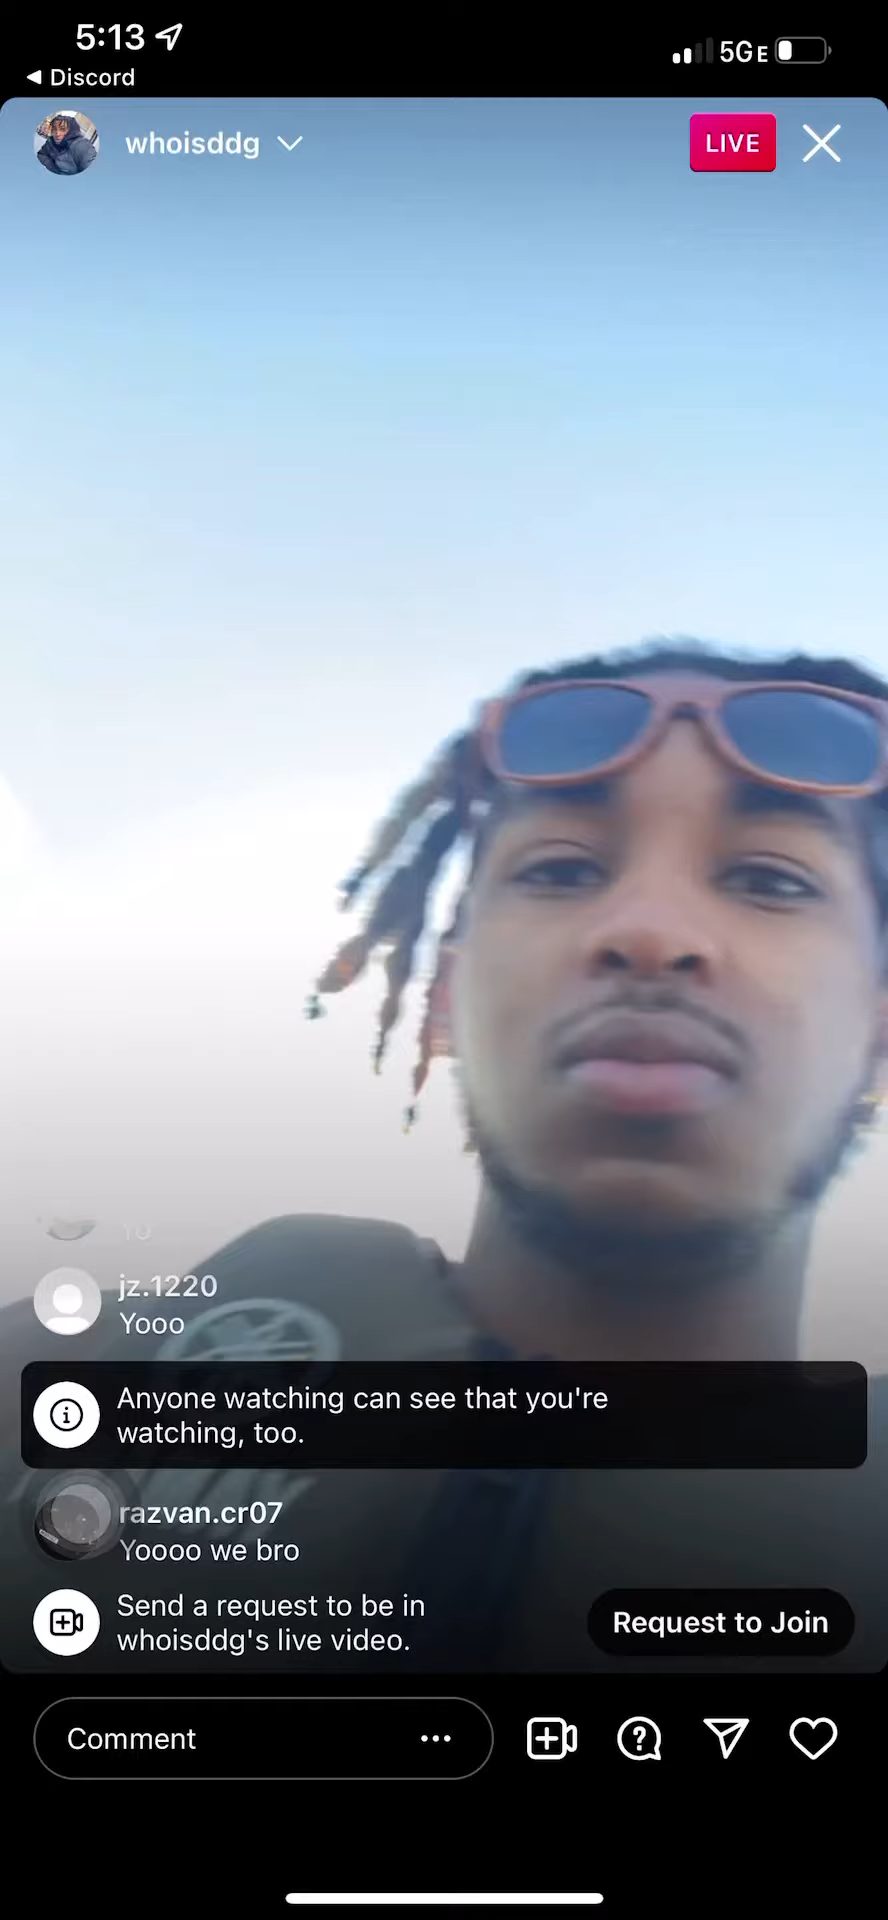 5:13
5GE
Discord
whoisddg
LIVE
jz.1220
Yooo
Anyone watching can see that you're
watching, too.
razvan.cr07
Yoooo we bro
Send a request to be in
whoisddg's live video.
Request to Join
Comment